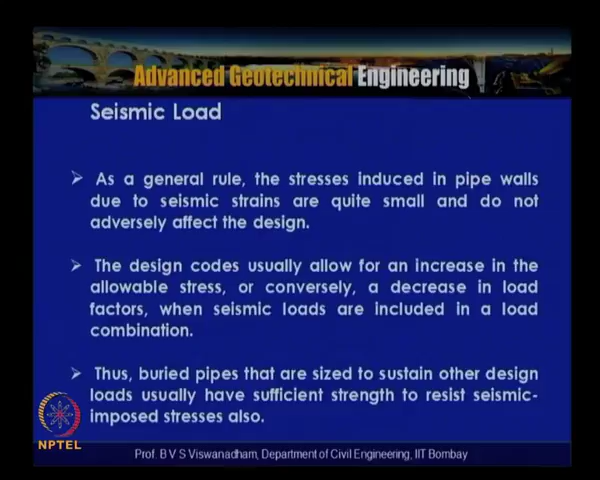 Advanced Geotechnical Engineering
Seismic Load
➢ As a general rule, the stresses induced in pipe walls
due to seismic strains are quite small and do not
adversely affect the design.
➢ The design codes usually allow for an increase in the
allowable stress, or conversely, a decrease in load
factors, when seismic loads are included in a load
combination.
➢ Thus, buried pipes that are sized to sustain other design
loads usually have sufficient strength to resist seismic-
imposed stresses also.
NPTEL
Prof. B V S Viswanadham, Department of Civil Engineering, IIT Bombay